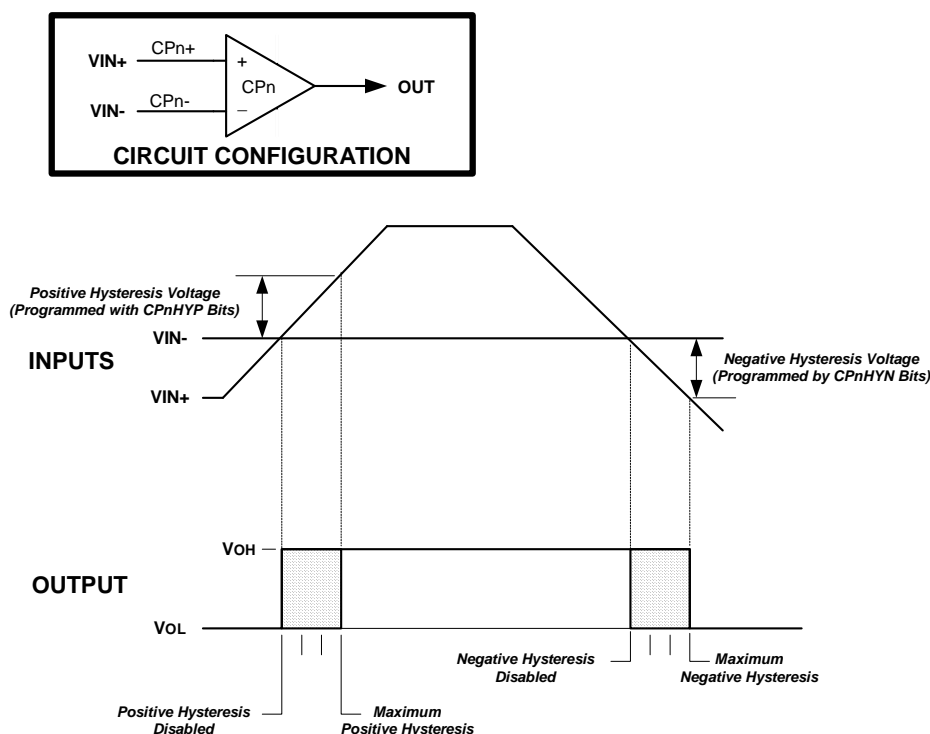 VIN+
CPn+
+
CPn
VIN-
CPn-
−
OUT
CIRCUIT CONFIGURATION
Positive Hysteresis Voltage
(Programmed with CPnHYP Bits)
VIN-
INPUTS
Negative Hysteresis Voltage
(Programmed by CPnHYN Bits)
VIN+
VOH
OUTPUT
VOL
Negative Hysteresis
Disabled
Maximum
Negative Hysteresis
Positive Hysteresis
Disabled
Maximum
Positive Hysteresis